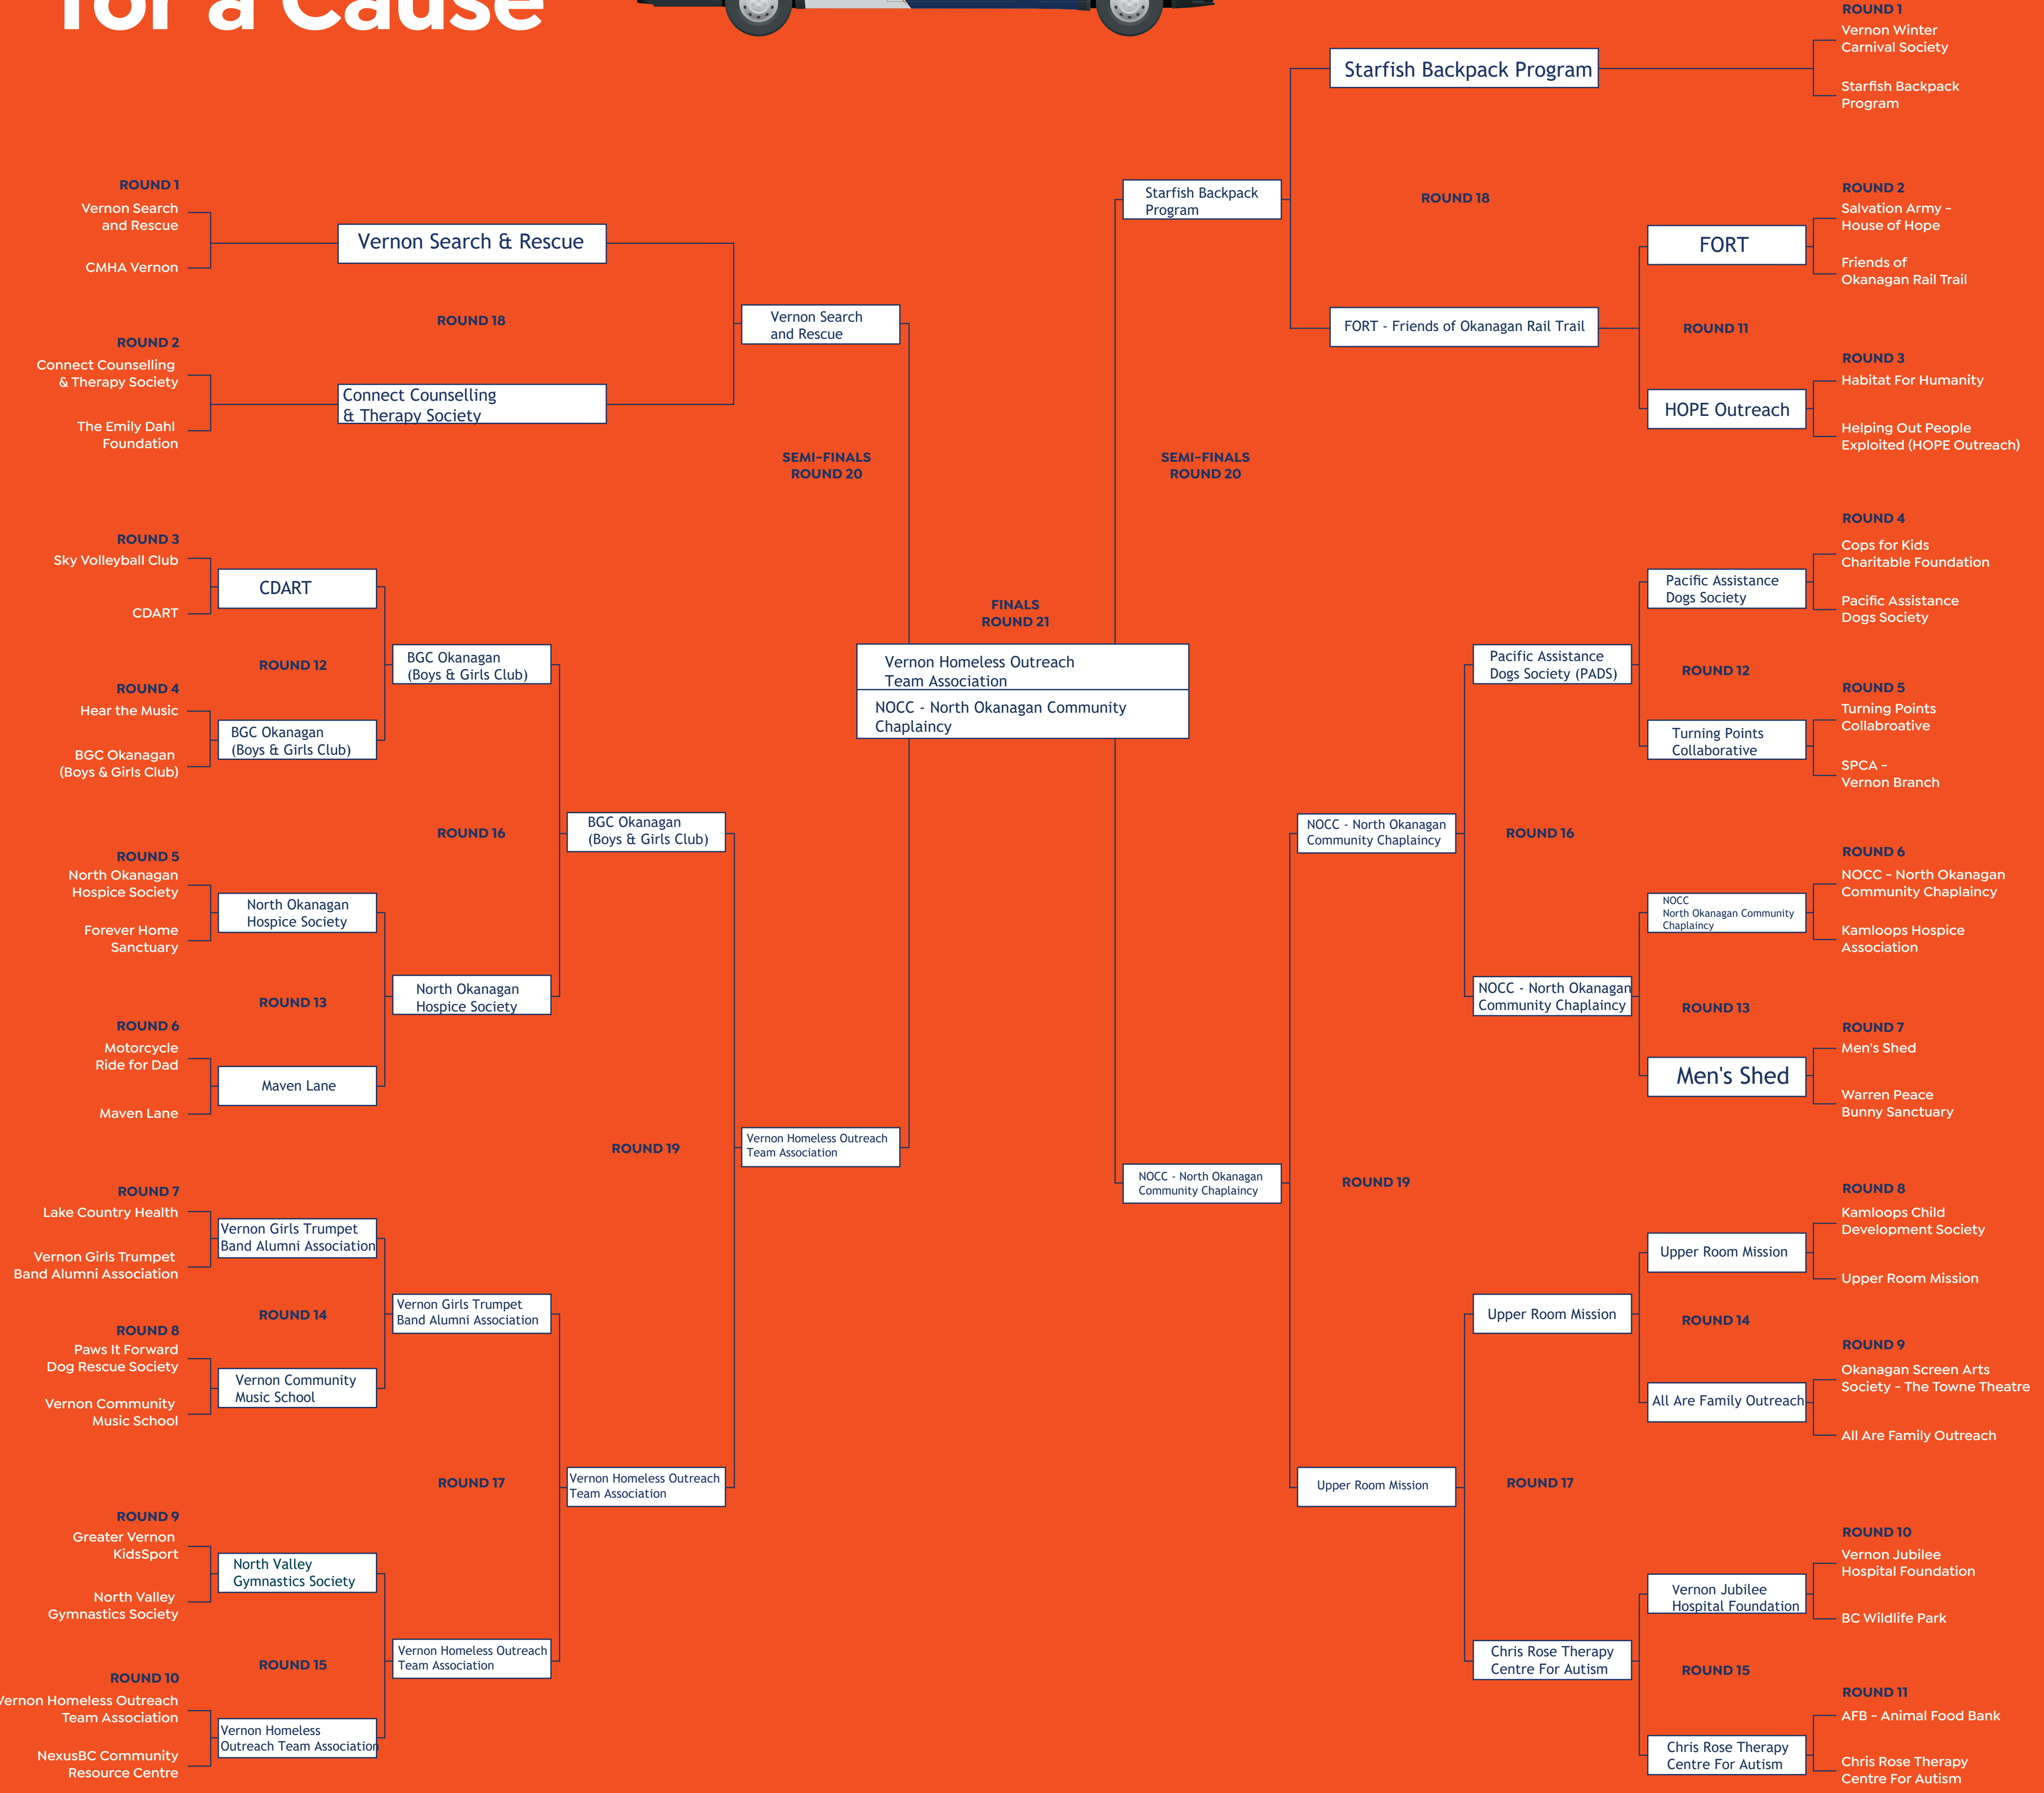 for a Cause
ROUND 1
Vernon Search
and Rescue
CMHA Vernon
Vernon Search & Rescue
ROUND 18
ROUND 2
Connect Counselling
& Therapy Society
The Emily Dahl
Foundation
Connect Counselling
& Therapy Society
Vernon Search
and Rescue
SEMI-FINALS
ROUND 20
ROUND 3
Sky Volleyball Club
CDART
CDART
ROUND 12
BGC Okanagan
(Boys & Girls Club)
ROUND 4
Hear the Music
BGC Okanagan
(Boys & Girls Club)
BGC Okanagan
(Boys & Girls Club)
ROUND 16
BGC Okanagan
(Boys & Girls Club)
ROUND 5
North Okanagan
Hospice Society
Forever Home
Sanctuary
North Okanagan
Hospice Society
ROUND 13
North Okanagan
Hospice Society
ROUND 6
Motorcycle
Ride for Dad
Maven Lane
Maven Lane
ROUND 19
Vernon Homeless Outreach
Team Association
ROUND 7
Lake Country Health
Vernon Girls Trumpet
Band Alumni Association
Vernon Girls Trumpet
Band Alumni Association
ROUND 14
Vernon Girls Trumpet
Band Alumni Association
ROUND 8
Paws It Forward
Dog Rescue Society
Vernon Community
Music School
Vernon Community
Music School
ROUND 17
Vernon Homeless Outreach
Team Association
ROUND 9
Greater Vernon
KidsSport
North Valley
Gymnastics Society
North Valley
Gymnastics Society
ROUND 15
Vernon Homeless Outreach
Team Association
ROUND 10
Vernon Homeless Outreach
Team Association
NexusBC Community
Resource Centre
Vernon Homeless
Outreach Team Association
FINALS
ROUND 21
Vernon Homeless Outreach
Team Association
NOCC - North Okanagan Community
Chaplaincy
ROUND 1
Vernon Winter
Carnival Society
Starfish Backpack
Program
Starfish Backpack Program
Starfish Backpack
Program
ROUND 18
ROUND 2
Salvation Army -
House of Hope
Friends of
Okanagan Rail Trail
FORT
FORT - Friends of Okanagan Rail Trail
ROUND 11
ROUND 3
Habitat For Humanity
Helping Out People
Exploited (HOPE Outreach)
HOPE Outreach
SEMI-FINALS
ROUND 20
ROUND 4
Cops for Kids
Charitable Foundation
Pacific Assistance
Dogs Society
Pacific Assistance
Dogs Society
Pacific Assistance
Dogs Society (PADS)
ROUND 12
ROUND 5
Turning Points
Collabroative
SPCA -
Vernon Branch
Turning Points
Collaborative
NOCC - North Okanagan
Community Chaplaincy
ROUND 16
ROUND 6
NOCC - North Okanagan
Community Chaplaincy
Kamloops Hospice
Association
NOCC
North Okanagan Community
Chaplaincy
NOCC - North Okanagan
Community Chaplaincy
ROUND 13
ROUND 7
Men's Shed
Warren Peace
Bunny Sanctuary
Men's Shed
NOCC - North Okanagan
Community Chaplaincy
ROUND 19
ROUND 8
Kamloops Child
Development Society
Upper Room Mission
Upper Room Mission
Upper Room Mission
ROUND 14
ROUND 9
Okanagan Screen Arts
Society - The Towne Theatre
All Are Family Outreach
All Are Family Outreach
Upper Room Mission
ROUND 17
ROUND 10
Vernon Jubilee
Hospital Foundation
BC Wildlife Park
Vernon Jubilee
Hospital Foundation
Chris Rose Therapy
Centre For Autism
ROUND 15
ROUND 11
AFB - Animal Food Bank
Chris Rose Therapy
Centre For Autism
Chris Rose Therapy
Centre For Autism